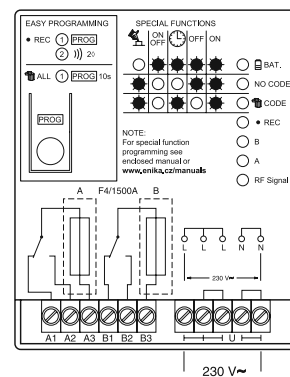 EASY PROGRAMMING
• REC 1 PROG
2 ))) 2x
ALL 1 PROG 10s
PROG
SPECIAL FUNCTIONS
ON OFF OFF ON
BAT.
NO CODE
CODE
• REC
B
A
RF Signal
NOTE:
For special function
programming see
enclosed manual or
www.enika.cz/manuals
A F4/1500A B
L L L N N
230 V~
A1 A2 A3 B1 B2 B3 L U N
230 V~